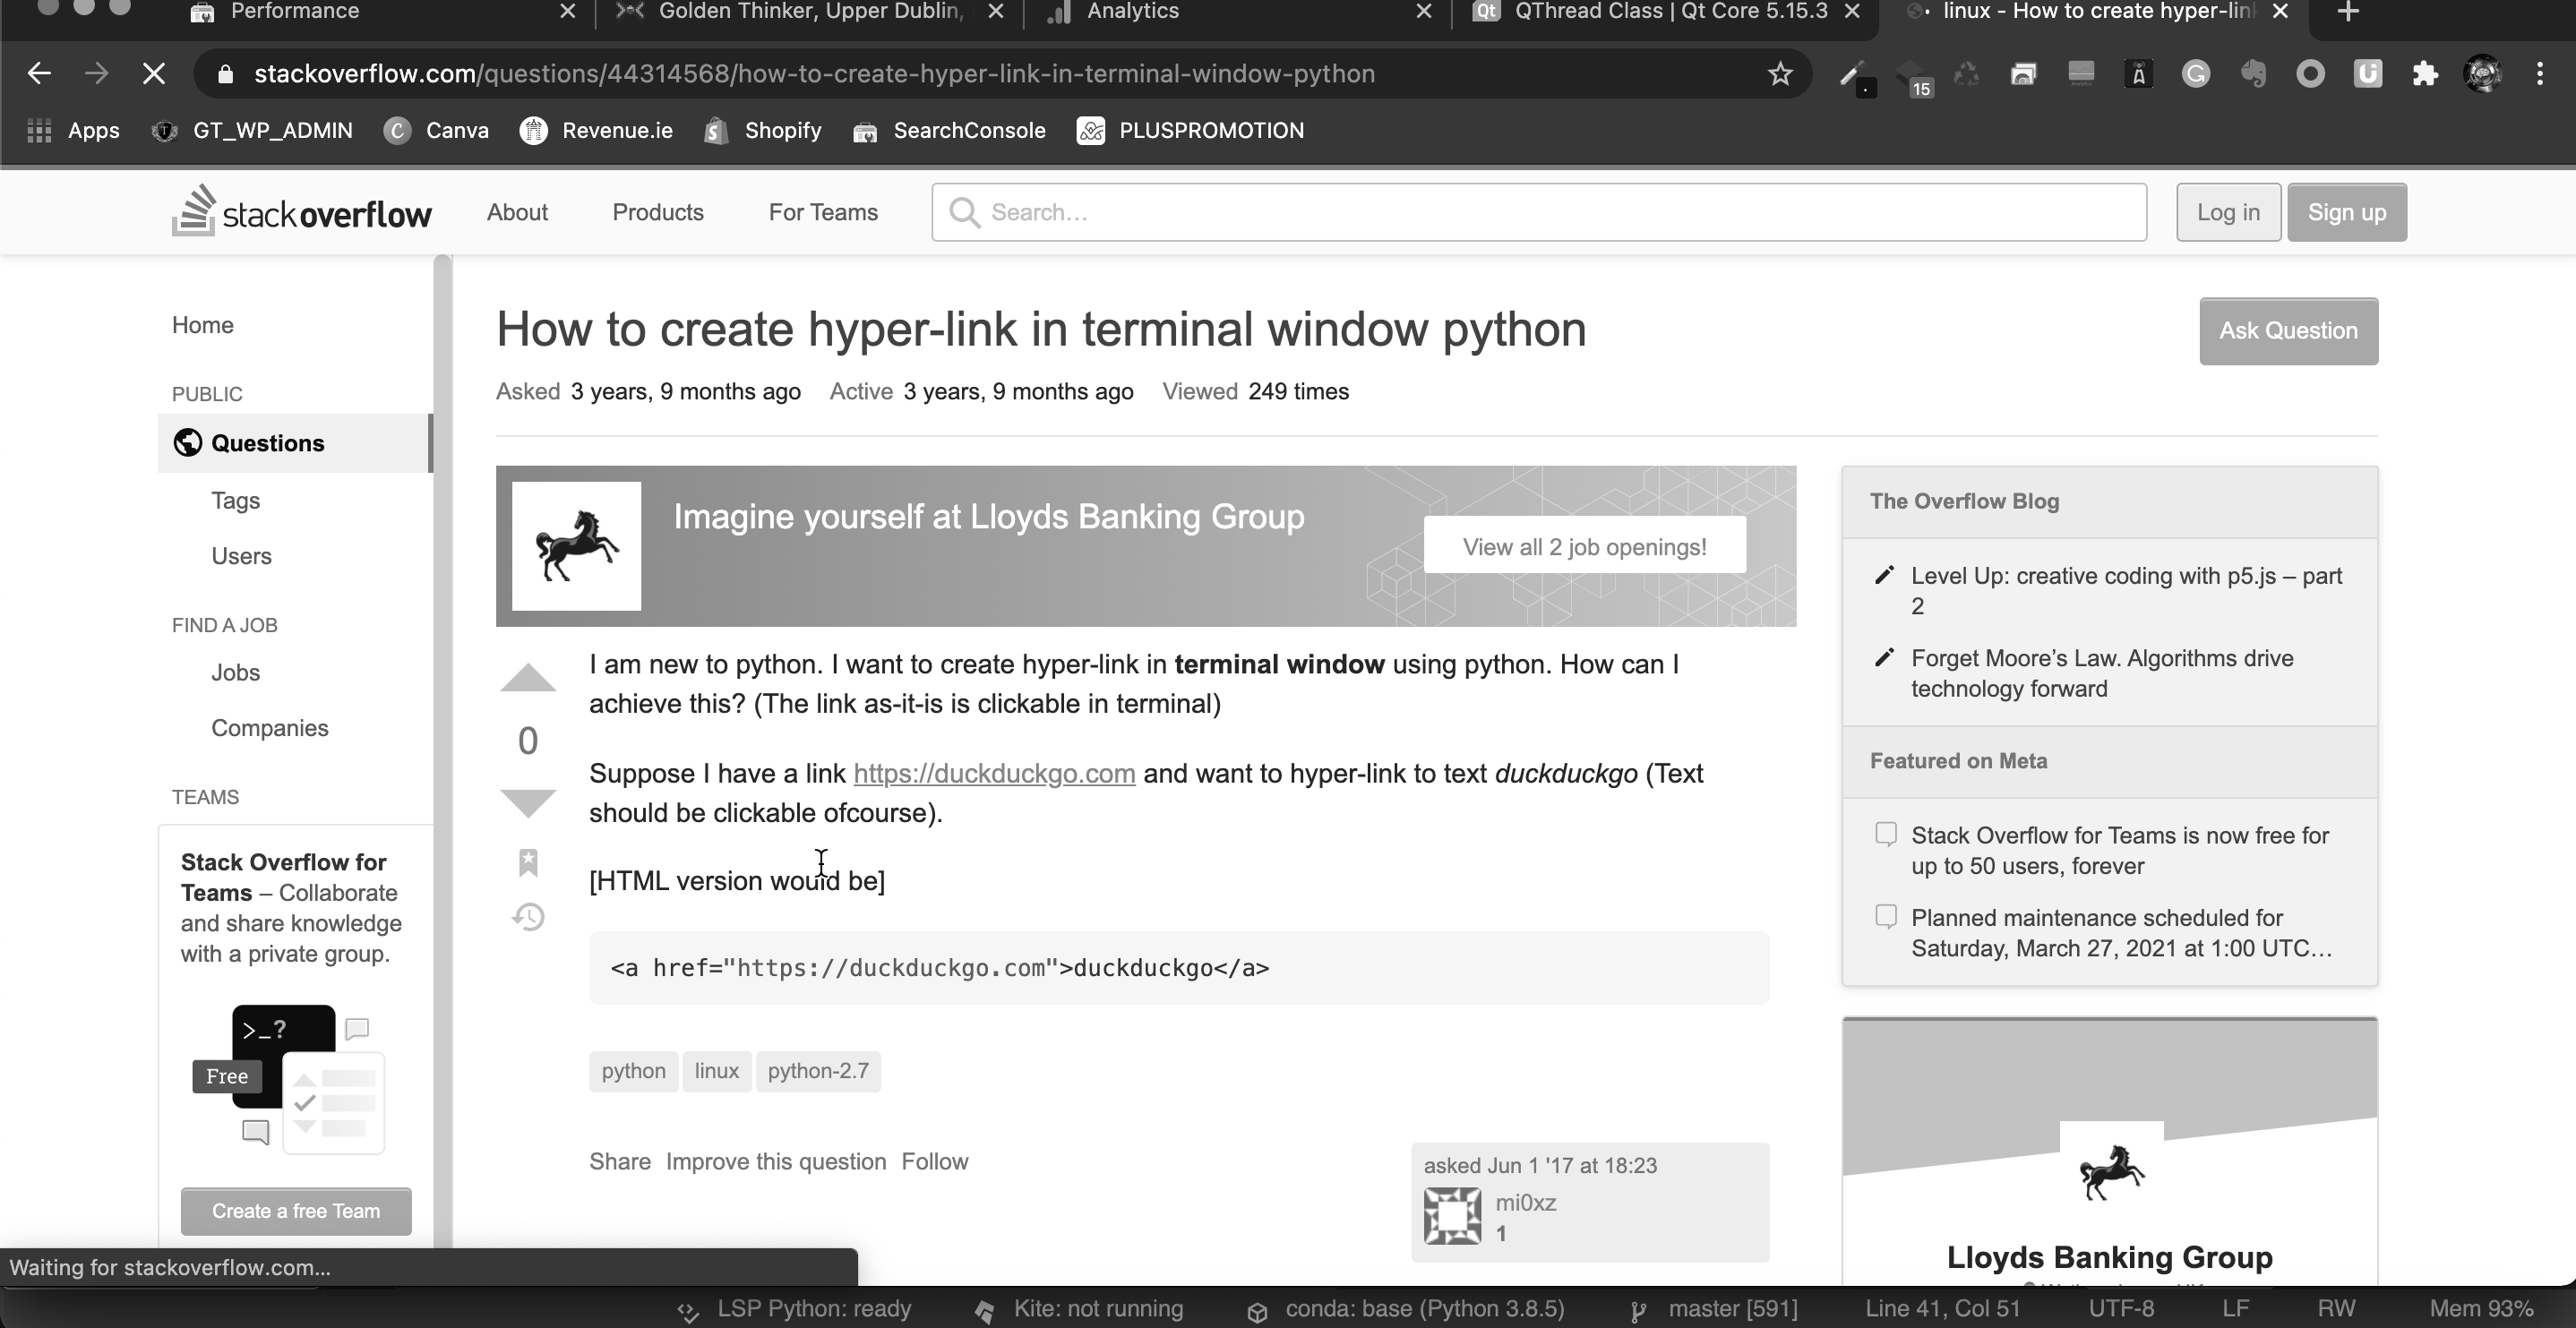 Performance
Golden Thinker, Upper Dublin,
Analytics
Qt
QThread Class | Qt Core 5.15.3
linux - How to create hyper-lin
stackoverflow.com/questions/44314568/how-to-create-hyper-link-in-terminal-window-python
15
Apps
GT_WP_ADMIN
Canva
Revenue.ie
Shopify
SearchConsole
PLUSPROMOTION
stackoverflow
About
Products
For Teams
Search...
Log in
Sign up
Home
PUBLIC
Questions
Tags
Users
FIND A JOB
Jobs
Companies
TEAMS
Stack Overflow for
Teams – Collaborate
and share knowledge
with a private group.
>_?
Free
Create a free Team
How to create hyper-link in terminal window python
Ask Question
Asked 3 years, 9 months ago Active 3 years, 9 months ago Viewed 249 times
Imagine yourself at Lloyds Banking Group
View all 2 job openings!
0
I am new to python. I want to create hyper-link in terminal window using python. How can I
achieve this? (The link as-it-is is clickable in terminal)
Suppose I have a link https://duckduckgo.com and want to hyper-link to text duckduckgo (Text
should be clickable ofcourse).
[HTML version would be]
<a href="https://duckduckgo.com">duckduckgo</a>
python
linux
python-2.7
Share Improve this question Follow
asked Jun 1 '17 at 18:23
mi0xz
1
The Overflow Blog
Level Up: creative coding with p5.js – part
2
Forget Moore’s Law. Algorithms drive
technology forward
Featured on Meta
Stack Overflow for Teams is now free for
up to 50 users, forever
Planned maintenance scheduled for
Saturday, March 27, 2021 at 1:00 UTC…
Lloyds Banking Group
Waiting for stackoverflow.com...
LSP Python: ready
Kite: not running
conda: base (Python 3.8.5)
master [591]
Line 41, Col 51
UTF-8
LF
RW
Mem 93%